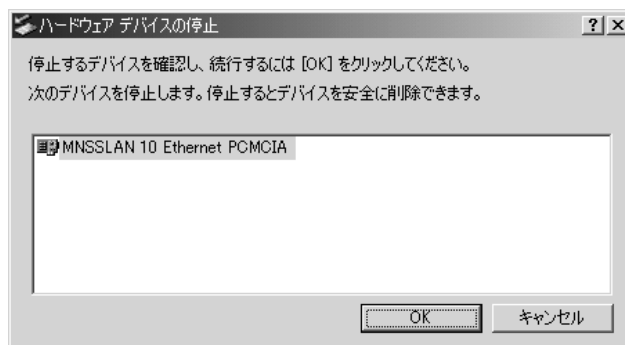 ハードウェア デバイスの停止
停止するデバイスを確認し、続行するには [OK] をクリックしてください。
次のデバイスを停止します。停止するとデバイスを安全に削除できます。
MNSSLAN 10 Ethernet PCMCIA
OK
キャンセル